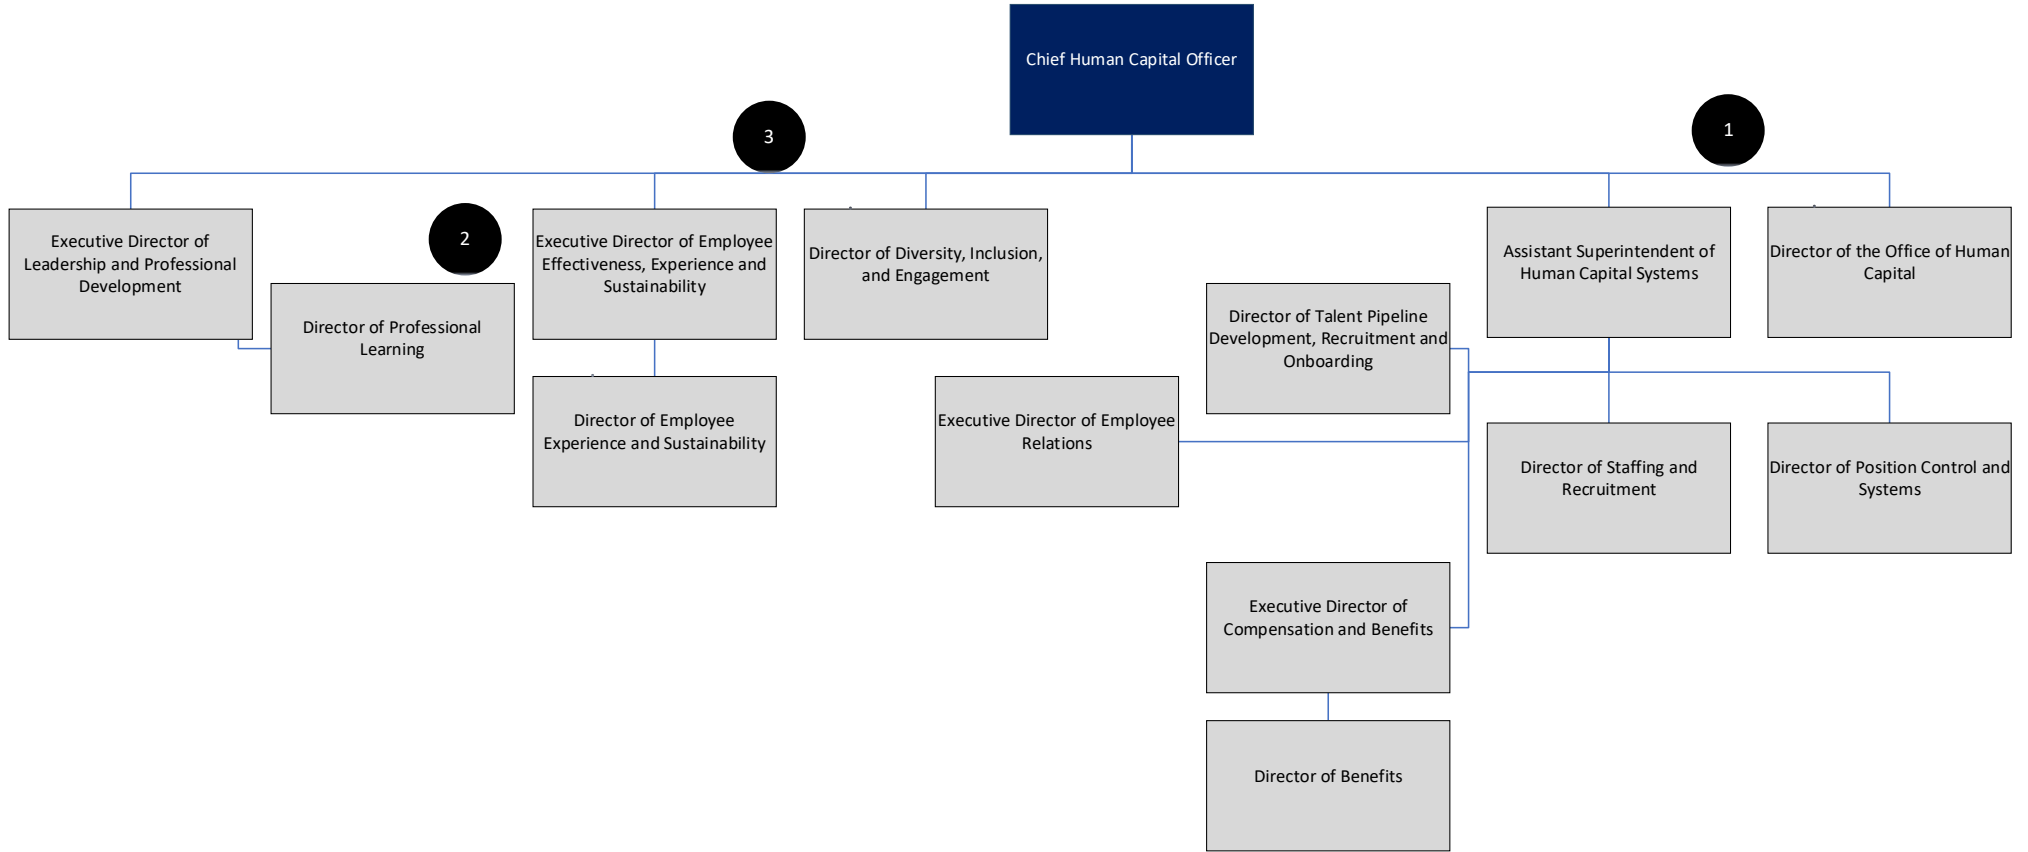 Chief Human Capital Officer
3
1
Executive Director of
Leadership and Professional
Development
2
Executive Director of Employee
Effectiveness, Experience and
Sustainability
Director of Diversity, Inclusion,
and Engagement
Assistant Superintendent of
Human Capital Systems
Director of the Office of Human
Capital
Director of Professional
Learning
Director of Talent Pipeline
Development, Recruitment and
Onboarding
Director of Employee
Experience and Sustainability
Executive Director of Employee
Relations
Director of Staffing and
Recruitment
Director of Position Control and
Systems
Executive Director of
Compensation and Benefits
Director of Benefits